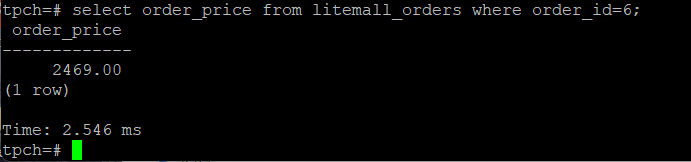 tpch=# select order_price from litemall_orders where order_id=6;
order_price
-------------
2469.00
(1 row)
Time: 2.546 ms
tpch=#